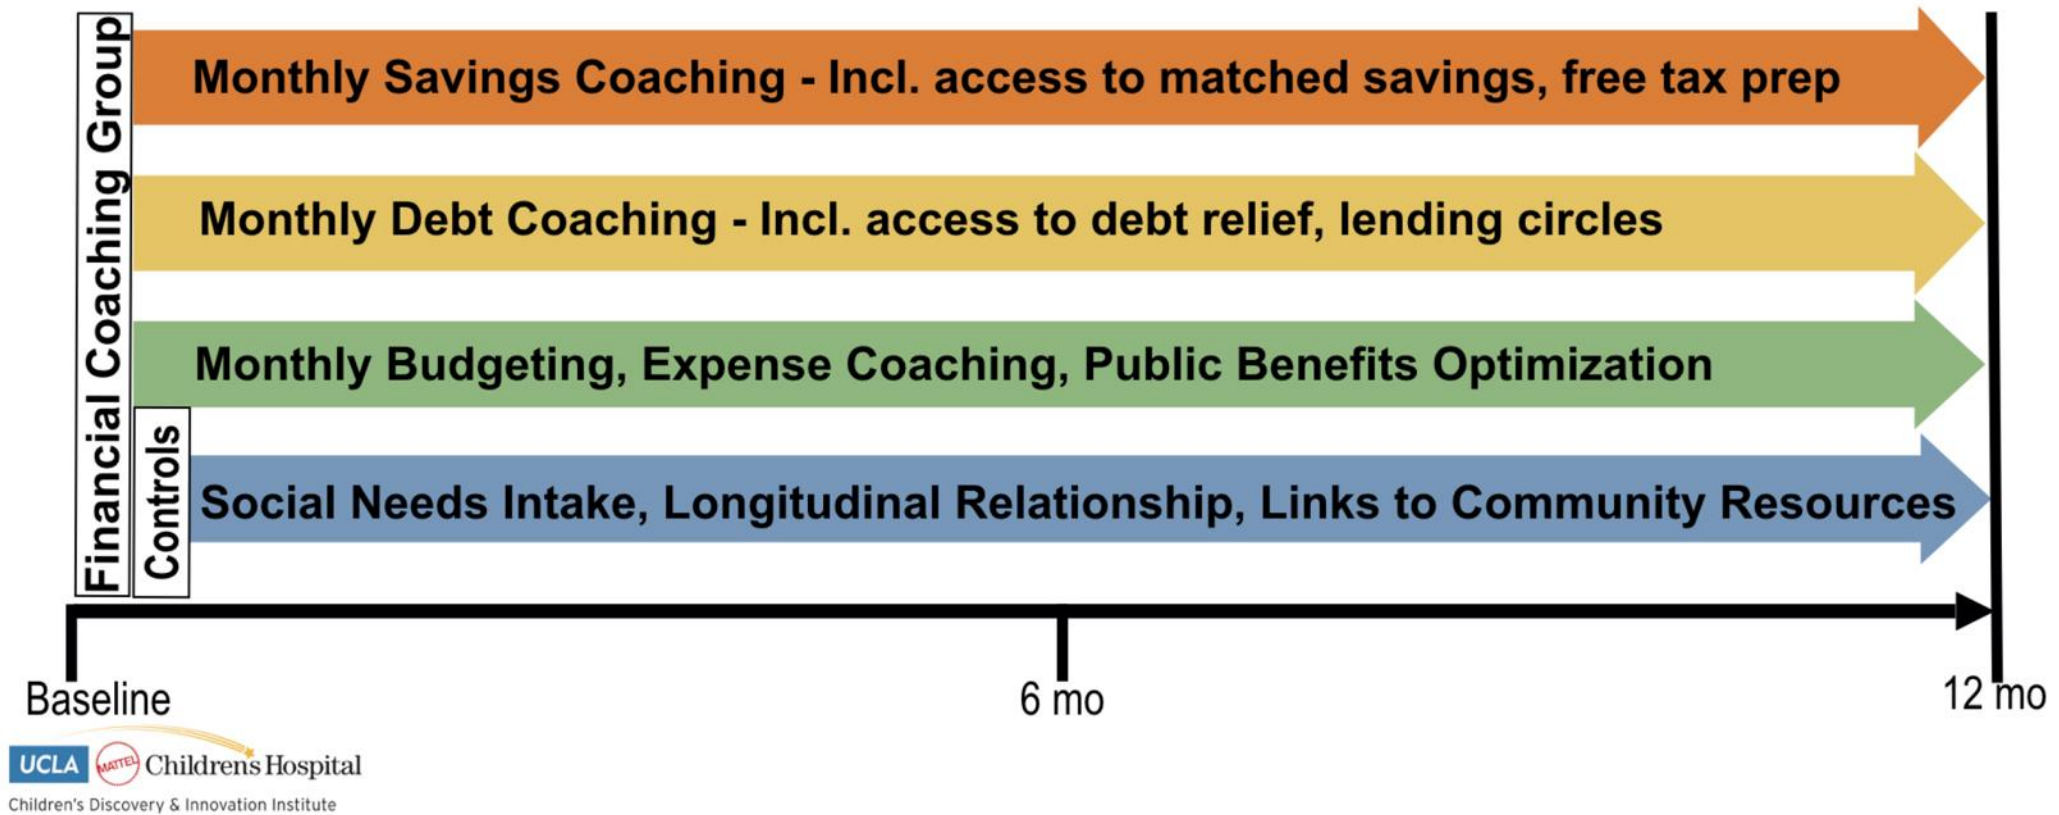 Financial Coaching Group
Monthly Savings Coaching - Incl. access to matched savings, free tax prep
Monthly Debt Coaching - Incl. access to debt relief, lending circles
Monthly Budgeting, Expense Coaching, Public Benefits Optimization
Controls
Social Needs Intake, Longitudinal Relationship, Links to Community Resources
Baseline
6 mo
12 mo
UCLA MATTEL Children's Hospital
Children's Discovery & Innovation Institute